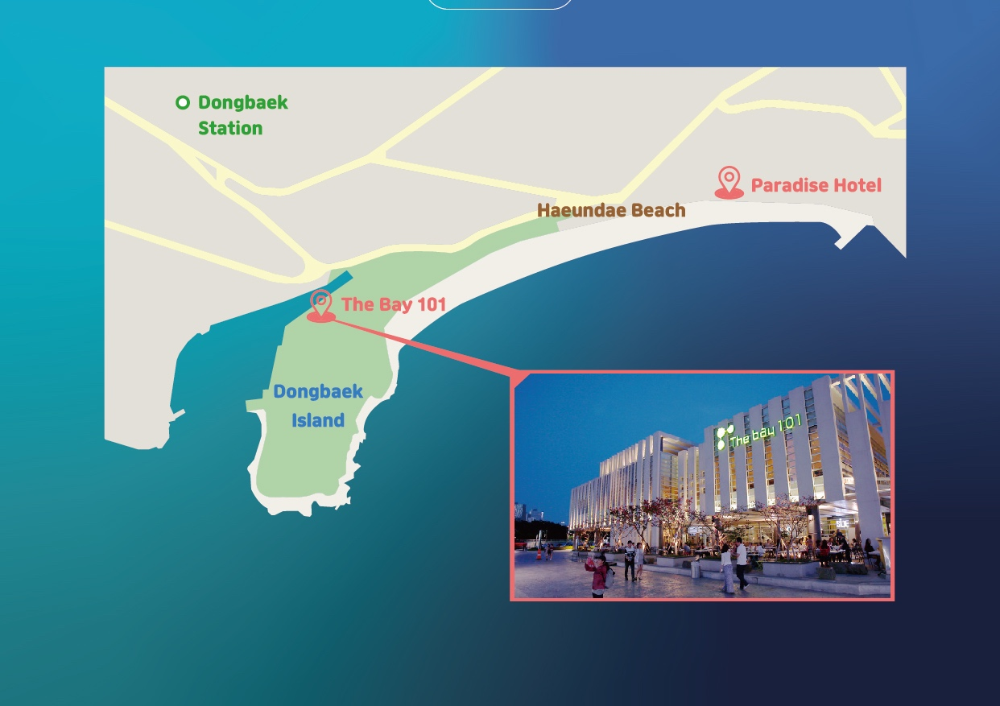 Dongbaek
Station
Paradise Hotel
Haeundae Beach
The Bay 101
Dongbaek
Island
The bay 101